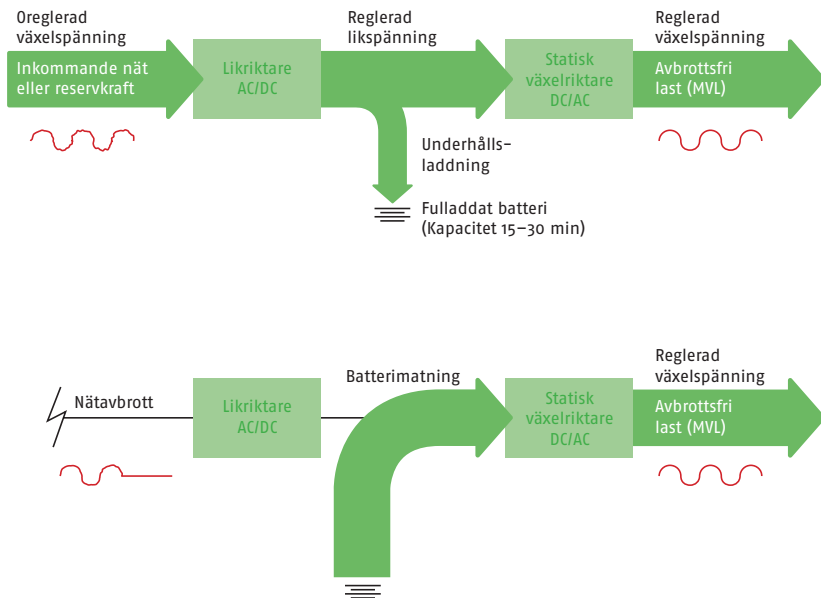 Oreglerad
växelspänning
Inkommande nät
eller reservkraft
Likriktare
AC/DC
Reglerad
likspänning
Statisk
växelriktare
DC/AC
Reglerad
växelspänning
Avbrottsfri
last (MVL)
Underhålls-
laddning
Fulladdat batteri
(Kapacitet 15–30 min)
Nätavbrott
Likriktare
AC/DC
Batterimatning
Statisk
växelriktare
DC/AC
Reglerad
växelspänning
Avbrottsfri
last (MVL)